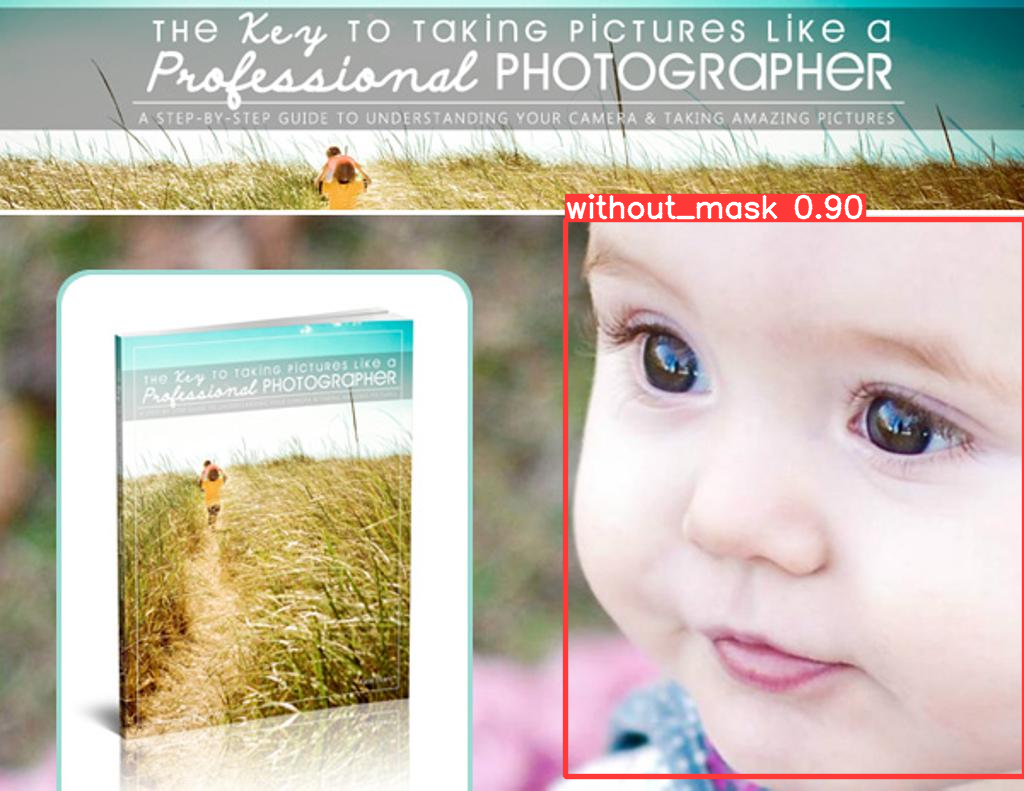 THE Key TO TAKING PICTURES LIKE A
Professional PHOTOGRAPHER
A STEP-BY-STEP GUIDE TO UNDERSTANDING YOUR CAMERA & TAKING AMAZING PICTURES
without_mask 0.90
THE Key TO TAKING PICTURES LIKE A
Professional PHOTOGRAPHER